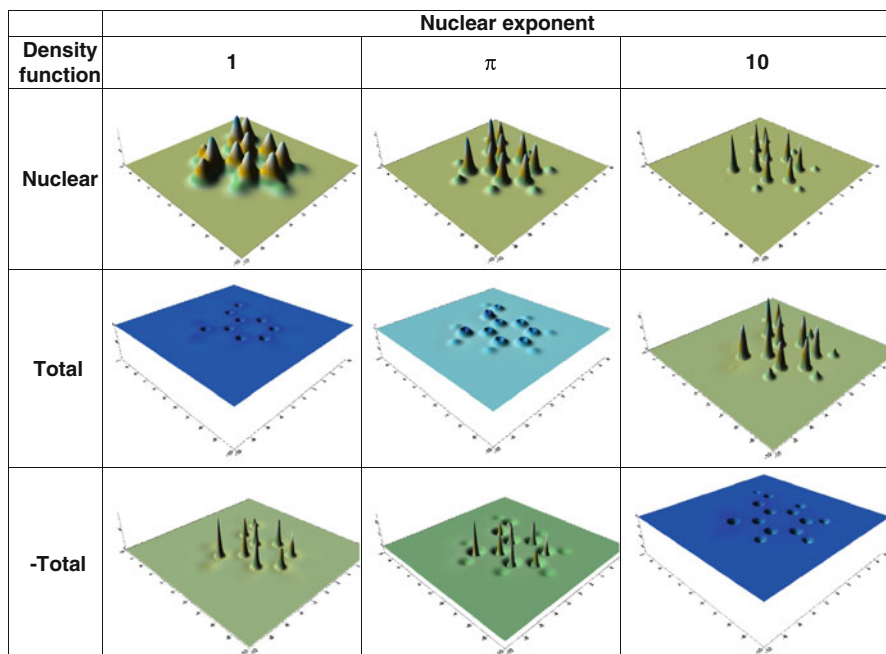 Nuclear exponent
Density
function
1
π
10
Nuclear
Total
-Total